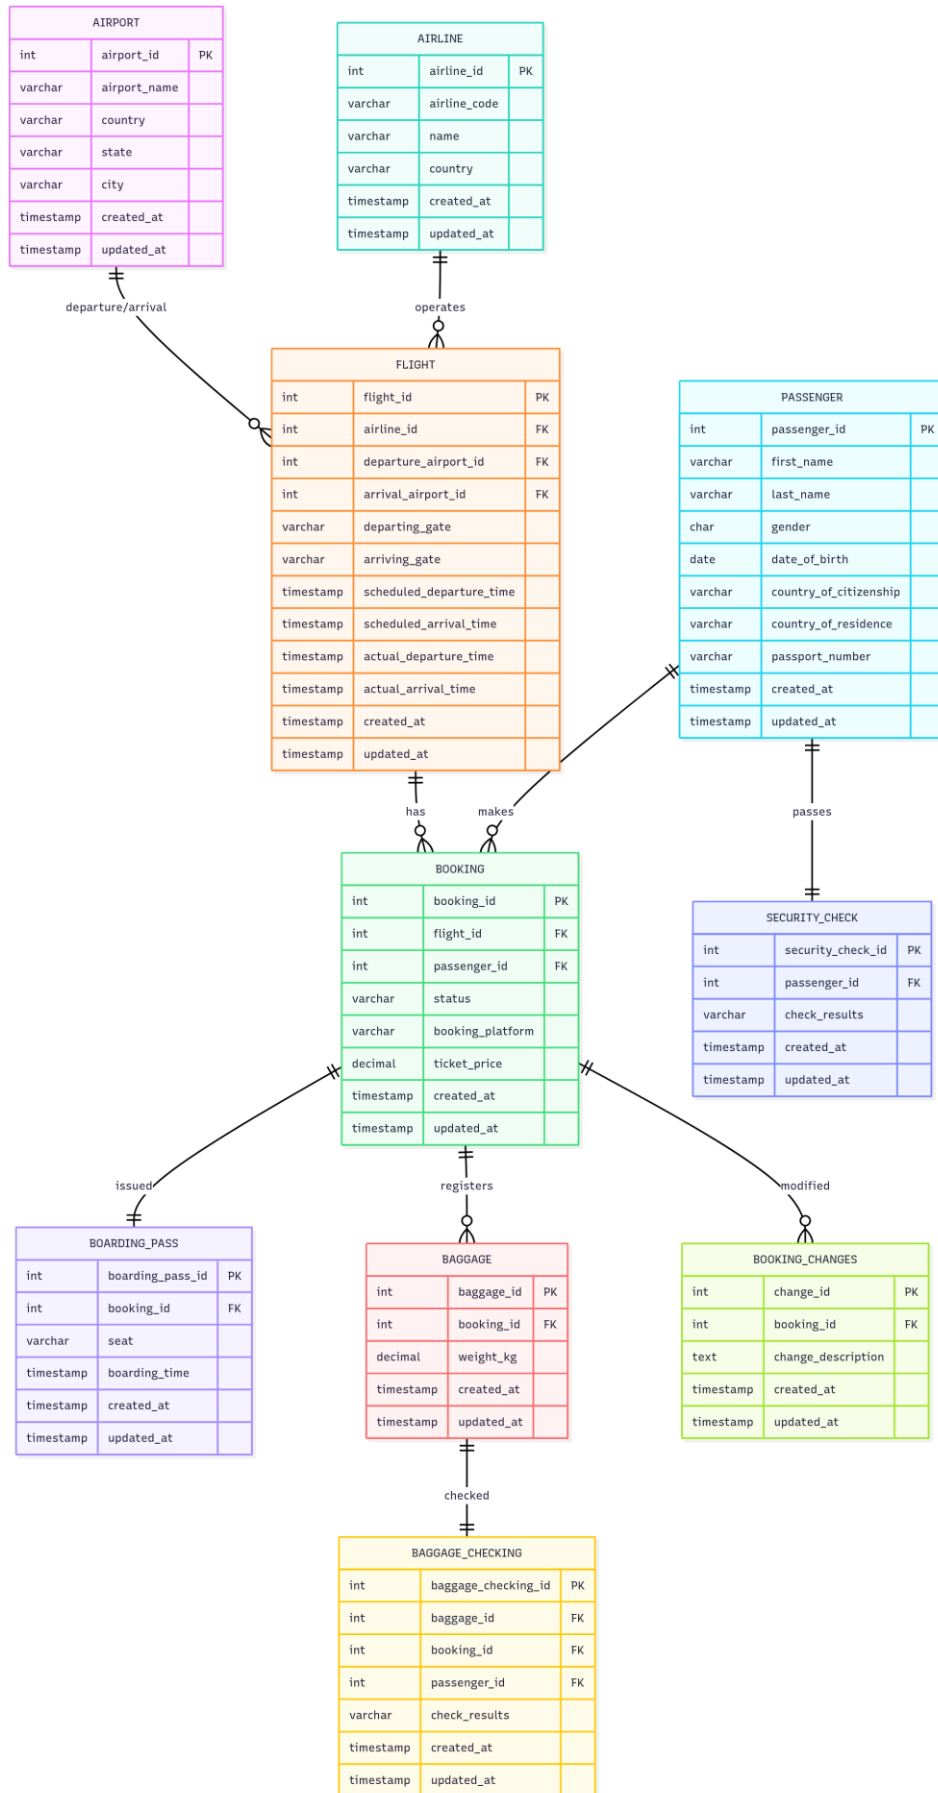 AIRPORT
int airport_id PK
varchar airport_name
varchar country
varchar state
varchar city
timestamp created_at
timestamp updated_at
AIRLINE
int airline_id PK
varchar airline_code
varchar name
varchar country
timestamp created_at
timestamp updated_at
departure/arrival
operates
FLIGHT
int flight_id PK
int airline_id FK
int departure_airport_id FK
int arrival_airport_id FK
varchar departing_gate
varchar arriving_gate
timestamp scheduled_departure_time
timestamp scheduled_arrival_time
timestamp actual_departure_time
timestamp actual_arrival_time
timestamp created_at
timestamp updated_at
PASSENGER
int passenger_id PK
varchar first_name
varchar last_name
char gender
date date_of_birth
varchar country_of_citizenship
varchar country_of_residence
varchar passport_number
timestamp created_at
timestamp updated_at
has
makes
passes
BOOKING
int booking_id PK
int flight_id FK
int passenger_id FK
varchar status
varchar booking_platform
decimal ticket_price
timestamp created_at
timestamp updated_at
SECURITY_CHECK
int security_check_id PK
int passenger_id FK
varchar check_results
timestamp created_at
timestamp updated_at
issued
registers
modified
BOARDING_PASS
int boarding_pass_id PK
int booking_id FK
varchar seat
timestamp boarding_time
timestamp created_at
timestamp updated_at
BAGGAGE
int baggage_id PK
int booking_id FK
decimal weight_kg
timestamp created_at
timestamp updated_at
BOOKING_CHANGES
int change_id PK
int booking_id FK
text change_description
timestamp created_at
timestamp updated_at
checked
BAGGAGE_CHECKING
int baggage_checking_id PK
int baggage_id FK
int booking_id FK
int passenger_id FK
varchar check_results
timestamp created_at
timestamp updated_at